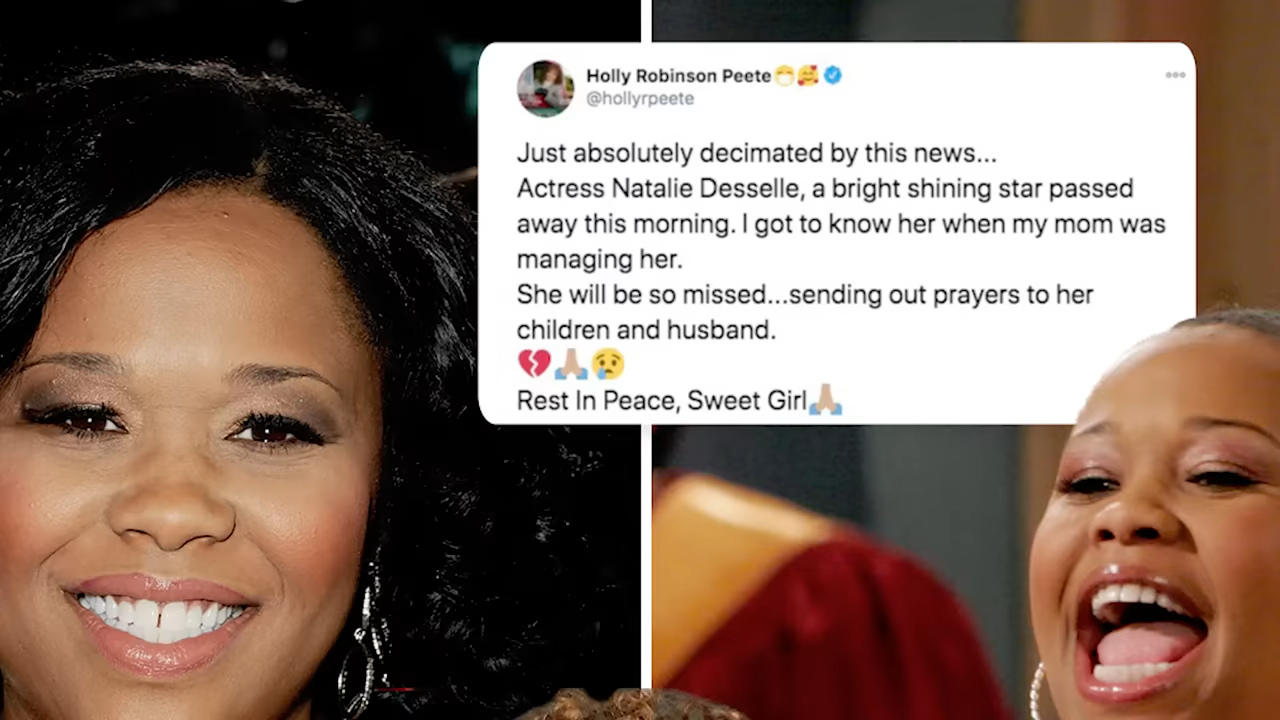 Holly Robinson Peete😷🥰
@hollyrpeete
Just absolutely decimated by this news...
Actress Natalie Desselle, a bright shining star passed
away this morning. I got to know her when my mom was
managing her.
She will be so missed...sending out prayers to her
children and husband.
💔🙏🏽😢
Rest In Peace, Sweet Girl🙏🏽